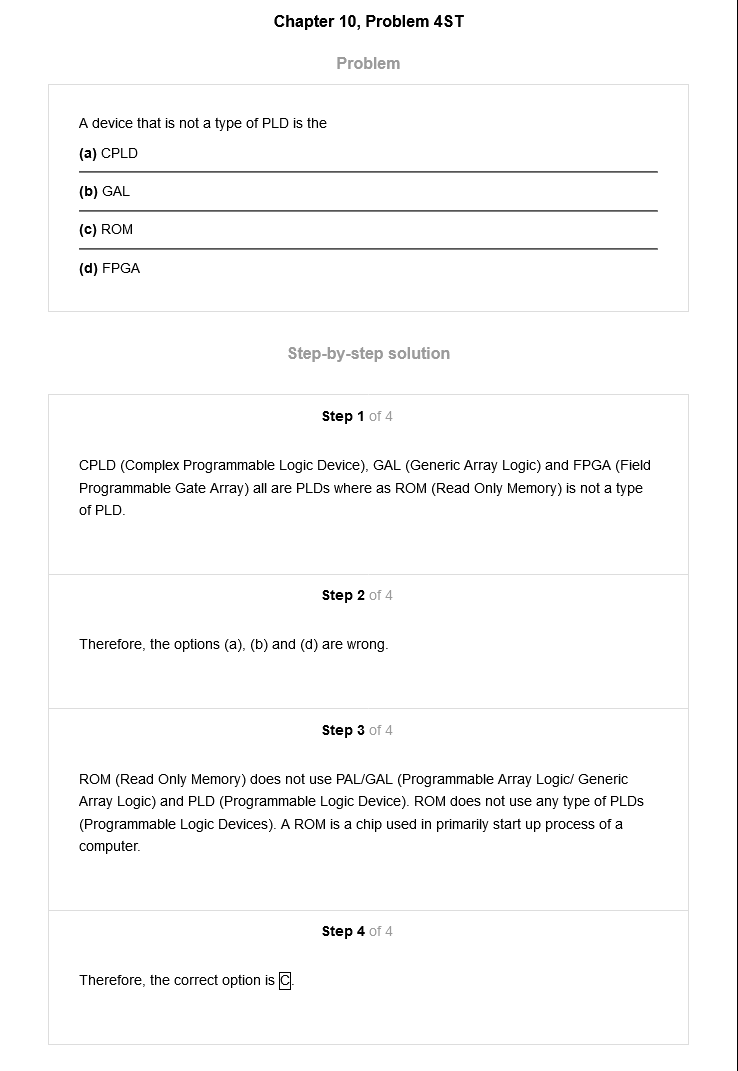 Chapter 10, Problem 4ST
Problem
A device that is not a type of PLD is the
(a) CPLD
(b) GAL
(c) ROM
(d) FPGA
Step-by-step solution
Step 1 of 4
CPLD (Complex Programmable Logic Device), GAL (Generic Array Logic) and FPGA (Field
Programmable Gate Array) all are PLDs where as ROM (Read Only Memory) is not a type
of PLD.
Step 2 of 4
Therefore, the options (a), (b) and (d) are wrong.
Step 3 of 4
ROM (Read Only Memory) does not use PAL/GAL (Programmable Array Logic/ Generic
Array Logic) and PLD (Programmable Logic Device). ROM does not use any type of PLDs
(Programmable Logic Devices). A ROM is a chip used in primarily start up process of a
computer.
Step 4 of 4
Therefore, the correct option is C.